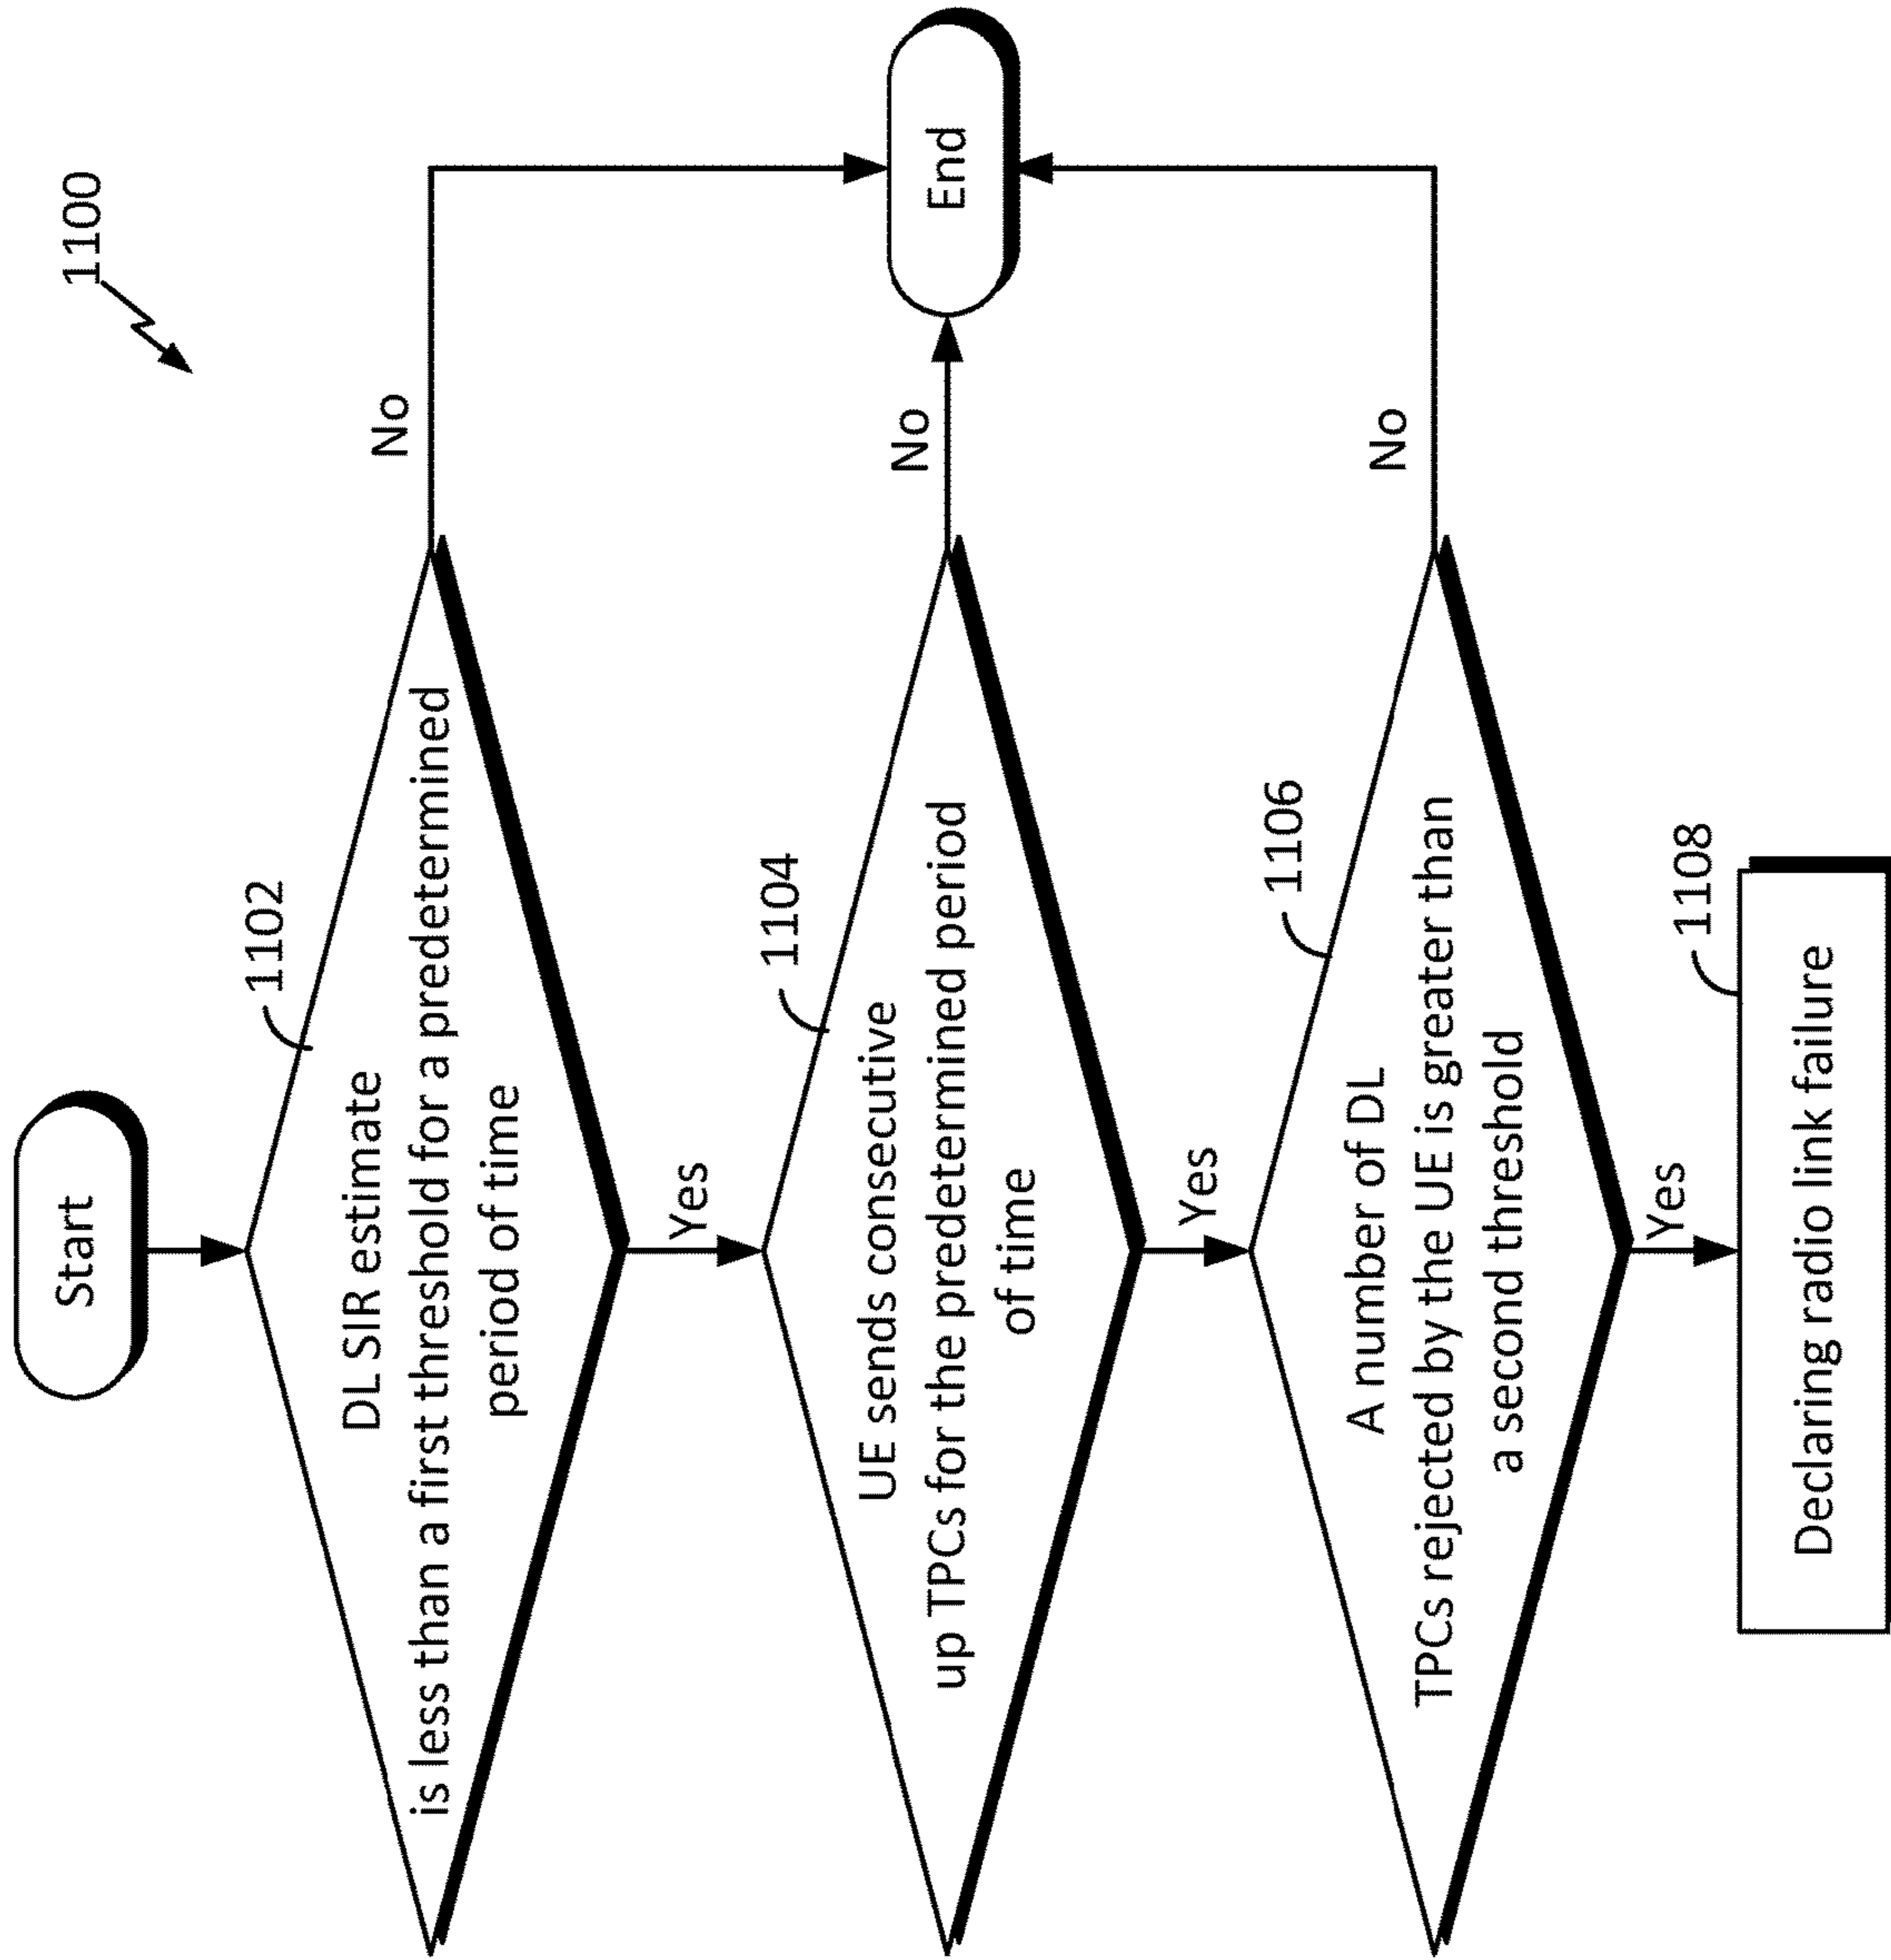 1100
Start
1102
DL SIR estimate
is less than a first threshold for a predetermined
period of time
No
Yes
1104
UE sends consecutive
up TPCs for the predetermined period
of time
No
End
Yes
1106
A number of DL
TPCs rejected by the UE is greater than
a second threshold
No
Yes
1108
Declaring radio link failure